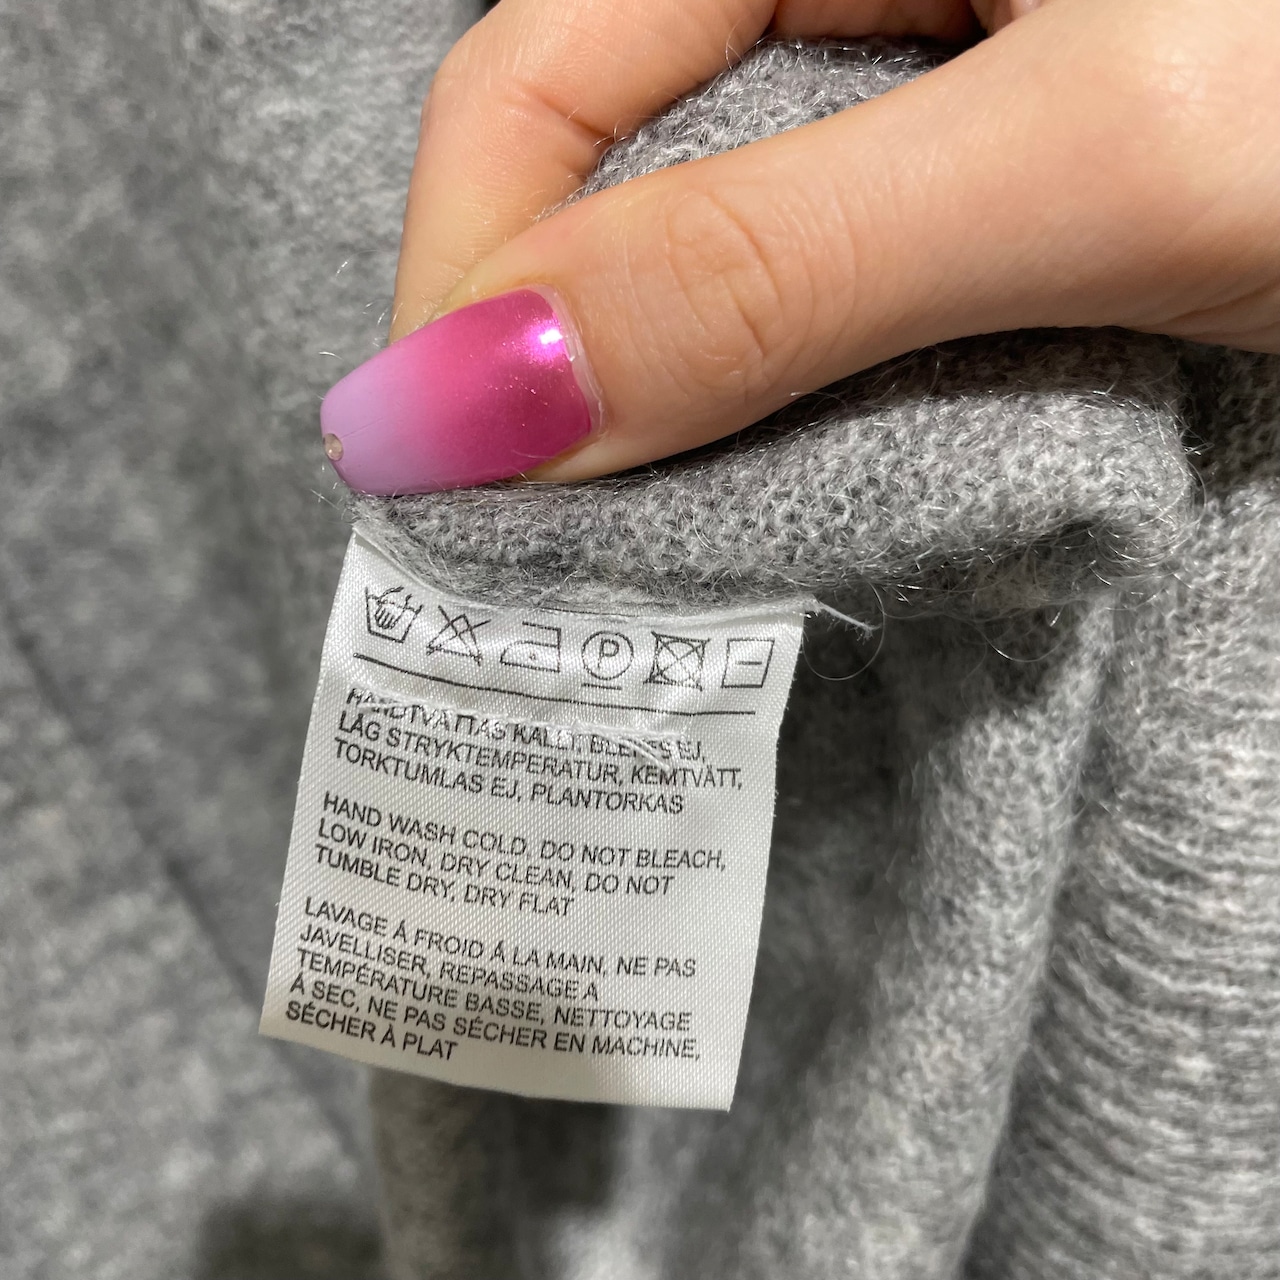 P
HANDTVÄTTAS KALLT, BLEKES EJ,
LÅG STRYKTEMPERATUR, KEMTVÄTT,
TORKTUMLAS EJ, PLANTORKAS
HAND WASH COLD, DO NOT BLEACH,
LOW IRON, DRY CLEAN, DO NOT
TUMBLE DRY, DRY FLAT
LAVAGE À FROID À LA MAIN, NE PAS
JAVELLISER, REPASSAGE A
TEMPÉRATURE BASSE, NETTOYAGE
À SEC, NE PAS SÉCHER EN MACHINE,
SÉCHER À PLAT